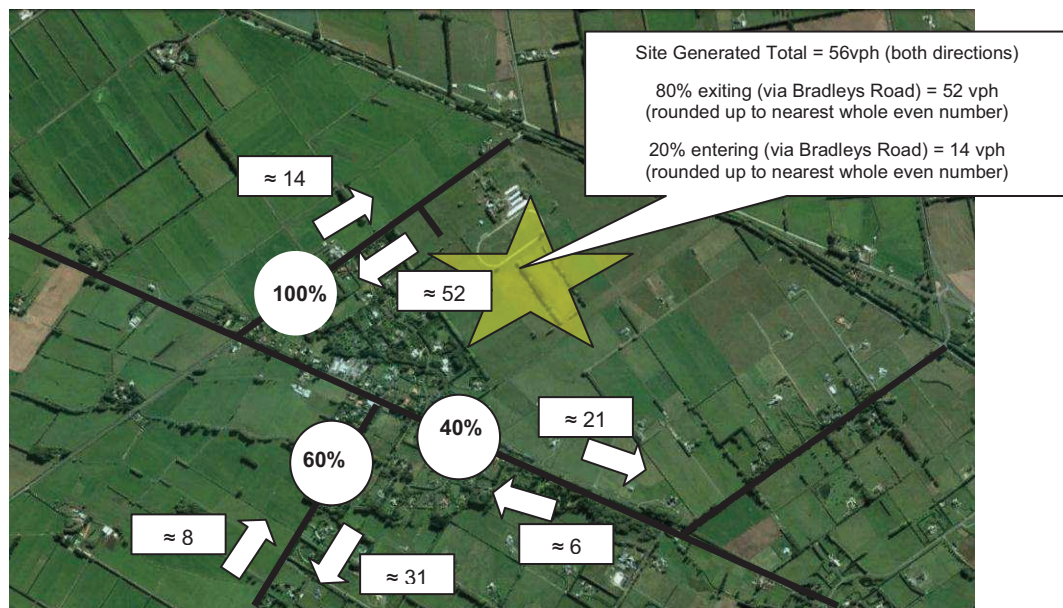 Site Generated Total = 56vph (both directions)
80% exiting (via Bradleys Road) = 52 vph
(rounded up to nearest whole even number)
20% entering (via Bradleys Road) = 14 vph
(rounded up to nearest whole even number)
≈ 14
100%
≈ 52
60%
40%
≈ 21
≈ 8
≈ 31
≈ 6